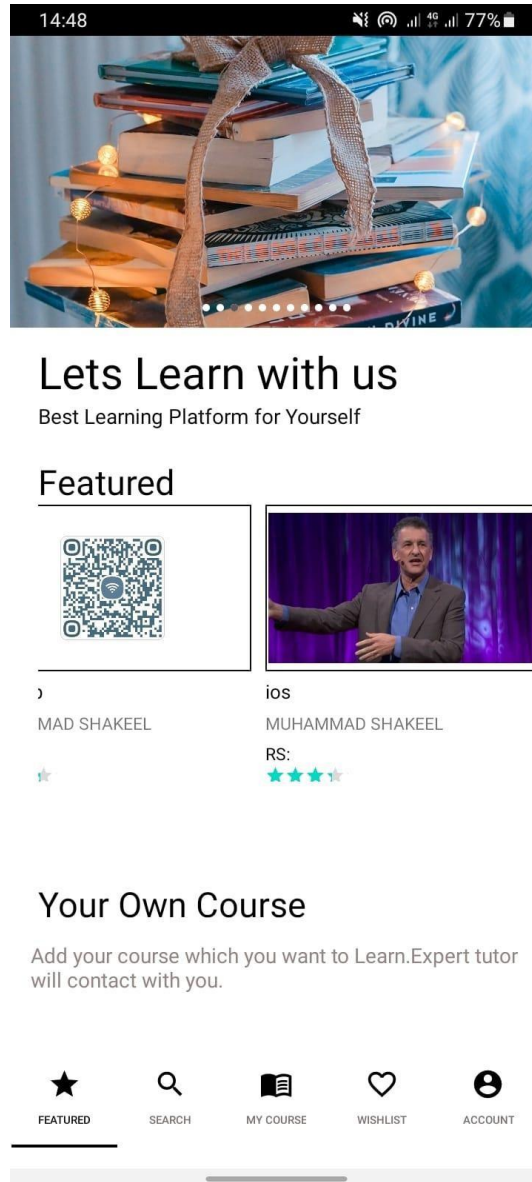 14:48
4G
77%
DIVINE
Lets Learn with us
Best Learning Platform for Yourself
Featured
ios
MAD SHAKEEL
MUHAMMAD SHAKEEL
RS:
Your Own Course
Add your course which you want to Learn.Expert tutor
will contact with you.
FEATURED
SEARCH
MY COURSE
WISHLIST
ACCOUNT